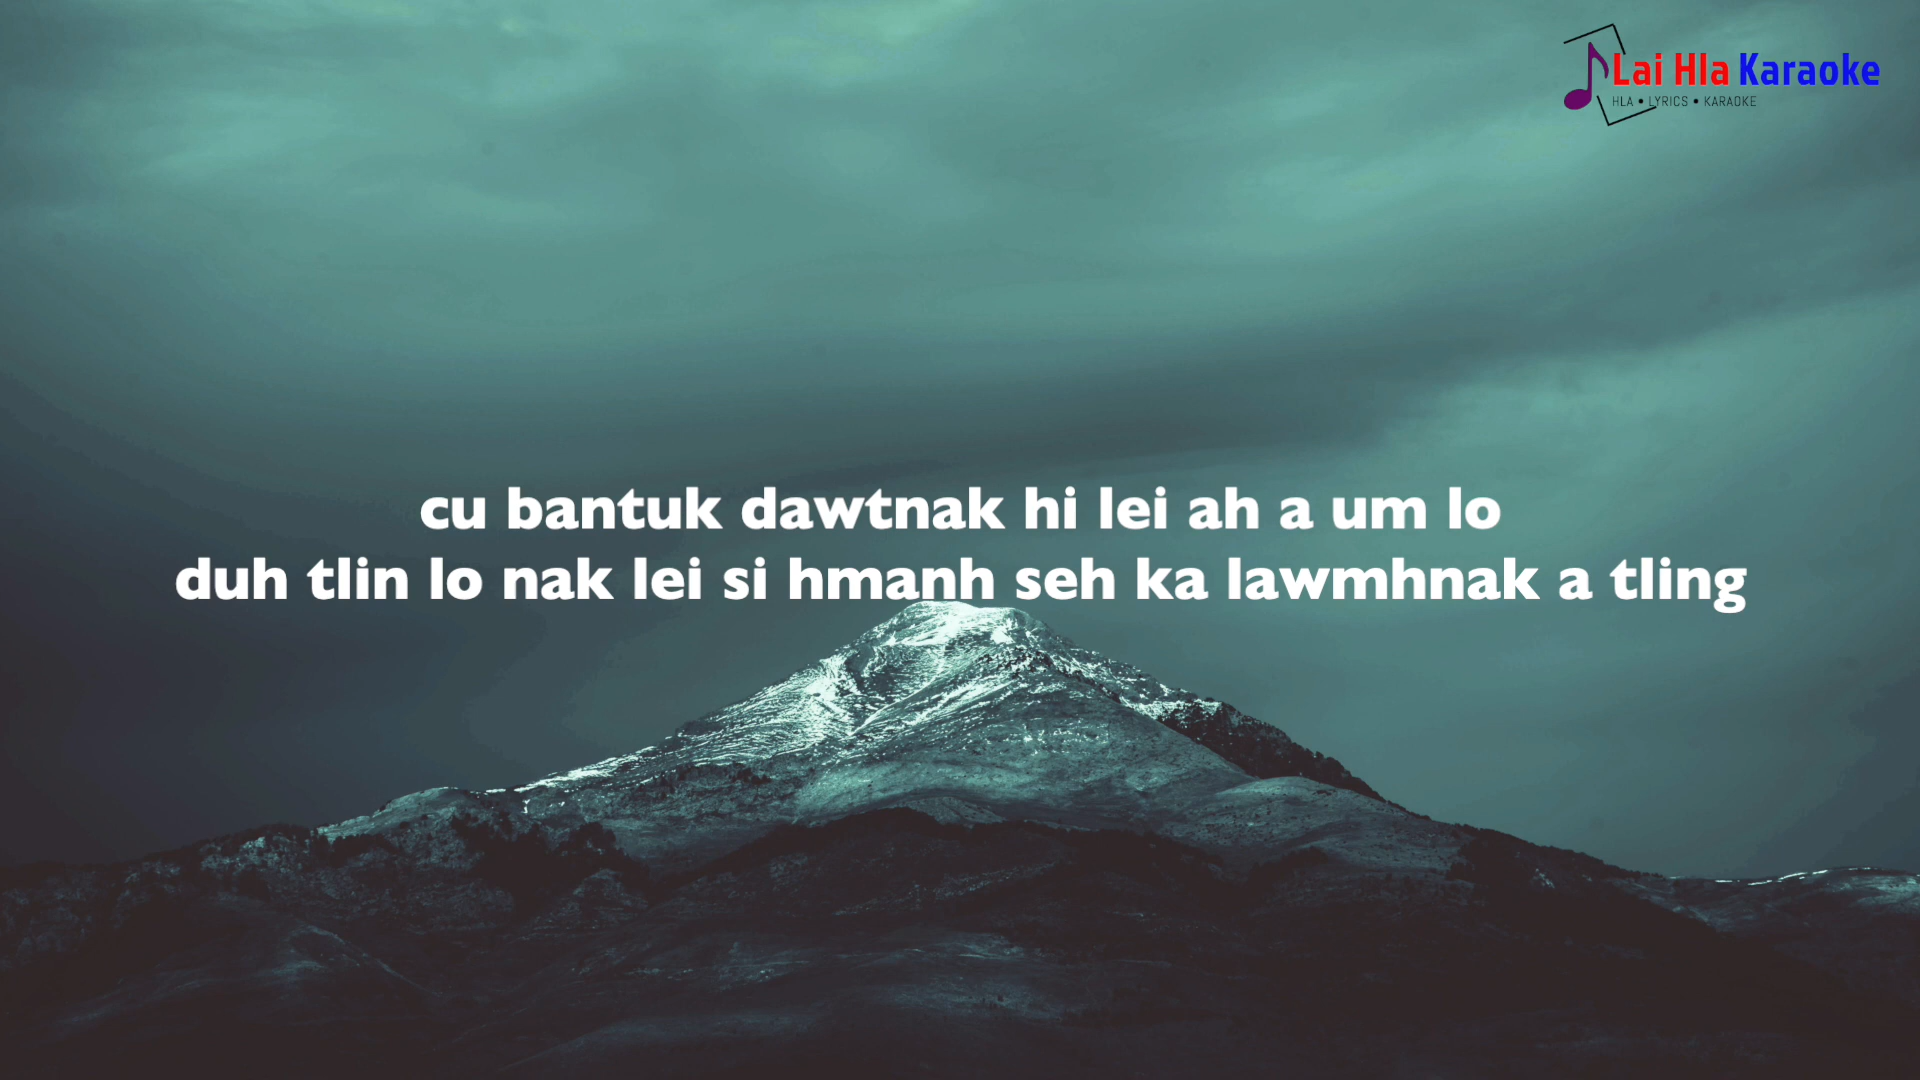 Lai Hla Karaoke
HLA • LYRICS • KARAOKE
cu bantuk dawtnak hi lei ah a um lo
duh tlin lo nak lei si hmanh seh ka lawmhnak a tling